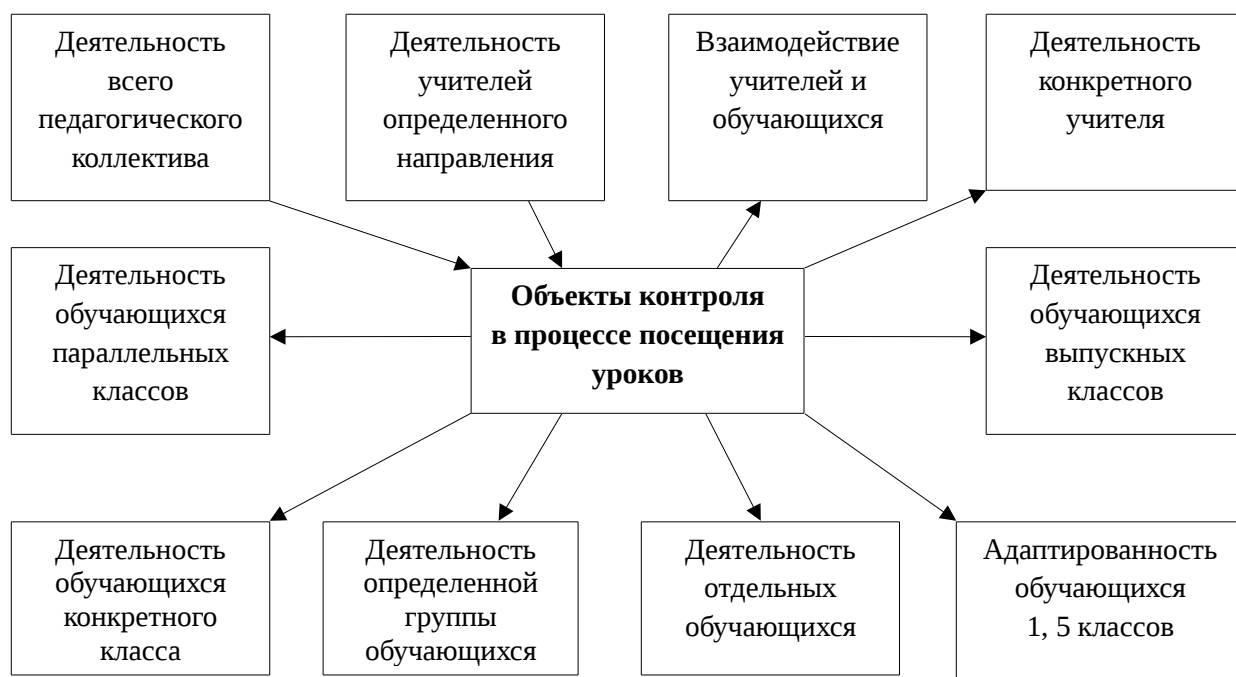 Деятельность
всего
педагогического
коллектива
Деятельность
учителей
определенного
направления
Взаимодействие
учителей и
обучающихся
Деятельность
конкретного
учителя
Деятельность
обучающихся
параллельных
классов
Объекты контроля
в процессе посещения
уроков
Деятельность
обучающихся
выпускных
классов
Деятельность
обучающихся
конкретного
класса
Деятельность
определенной
группы
обучающихся
Деятельность
отдельных
обучающихся
Адаптированность
обучающихся
1, 5 классов